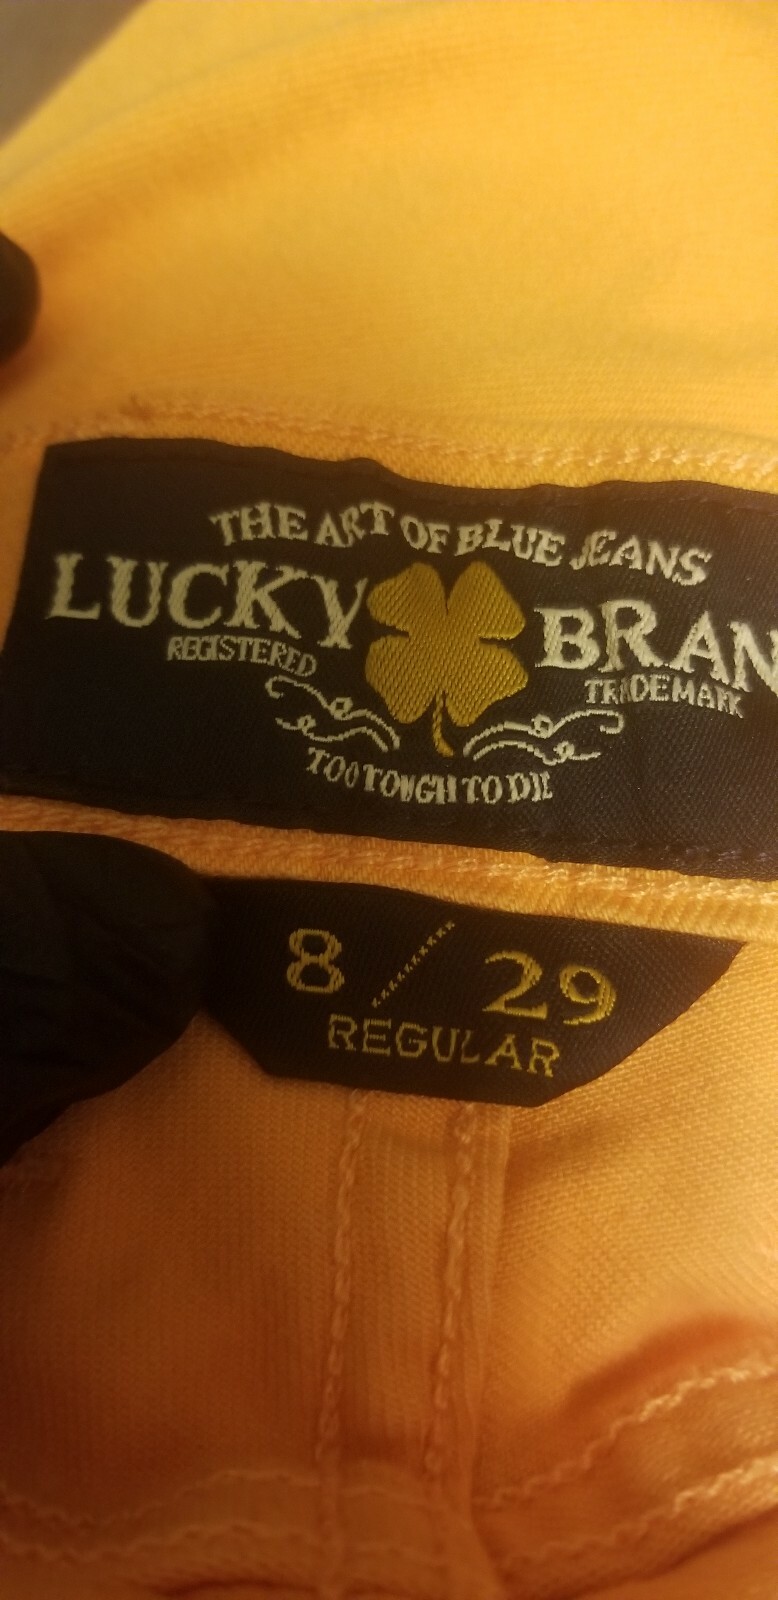 THE ART OF BLUE JEANS
LUCKY BRAN
REGISTERED TRADEMARK
TOO TOUGH TO DIE
8 / 29
REGULAR